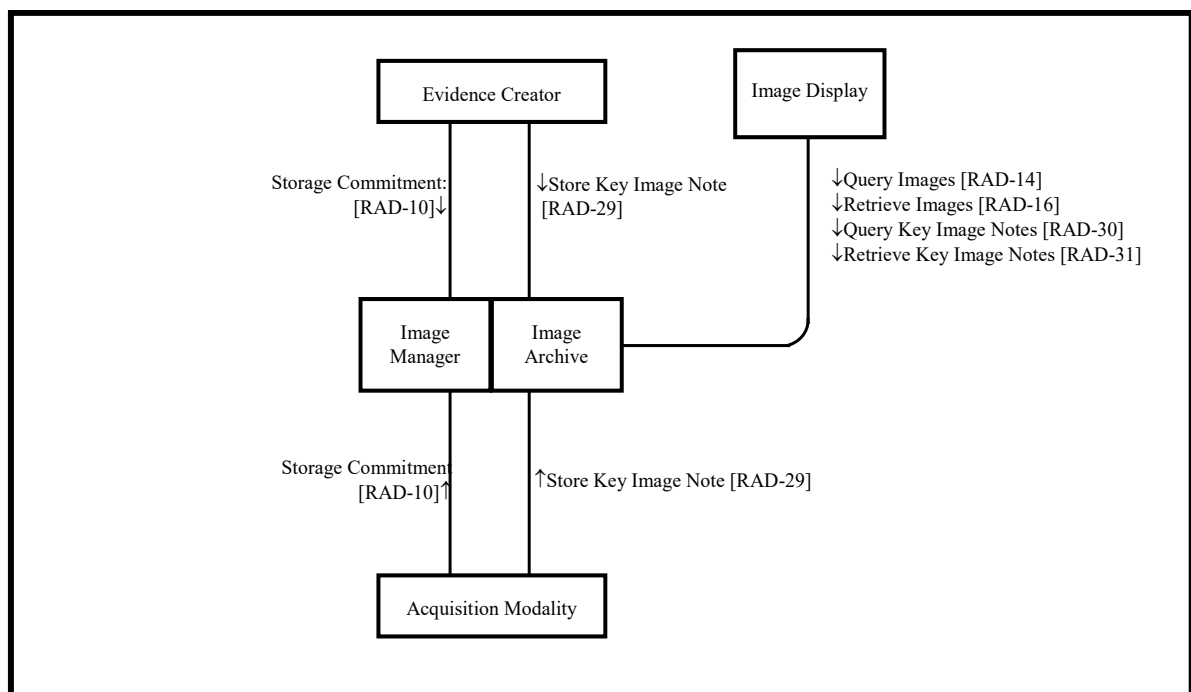 Evidence Creator
Image Display
Storage Commitment:
[RAD-10]↓
↓Store Key Image Note
[RAD-29]
↓Query Images [RAD-14]
↓Retrieve Images [RAD-16]
↓Query Key Image Notes [RAD-30]
↓Retrieve Key Image Notes [RAD-31]
Image
Manager
Image
Archive
Storage Commitment
[RAD-10]↑
↑Store Key Image Note [RAD-29]
Acquisition Modality